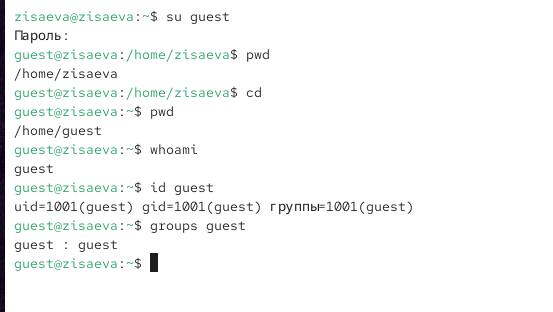 zisaeva@zisaeva:~$ su guest
Пароль:
guest@zisaeva:/home/zisaeva$ pwd
/home/zisaeva
guest@zisaeva:/home/zisaeva$ cd
guest@zisaeva:~$ pwd
/home/guest
guest@zisaeva:~$ whoami
guest
guest@zisaeva:~$ id guest
uid=1001(guest) gid=1001(guest) группы=1001(guest)
guest@zisaeva:~$ groups guest
guest : guest
guest@zisaeva:~$